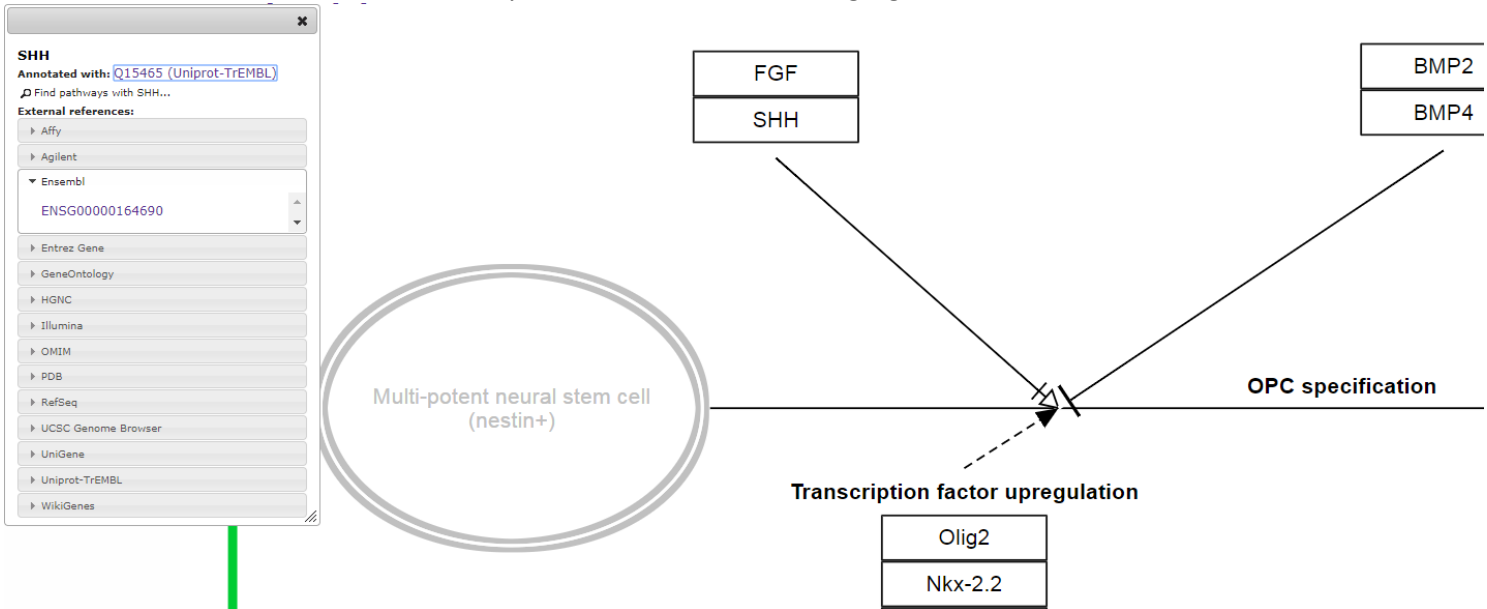 SHH
Annotated with: Q15465 (Uniprot-TrEMBL)
Find pathways with SHH...
External references:
Affy
Agilent
Ensembl
ENSG00000164690
Entrez Gene
GeneOntology
HGNC
Illumina
OMIM
PDB
RefSeq
UCSC Genome Browser
UniGene
Uniprot-TrEMBL
WikiGenes
FGF
SHH
BMP2
BMP4
Multi-potent neural stem cell
(nestin+)
OPC specification
Transcription factor upregulation
Olig2
Nkx-2.2